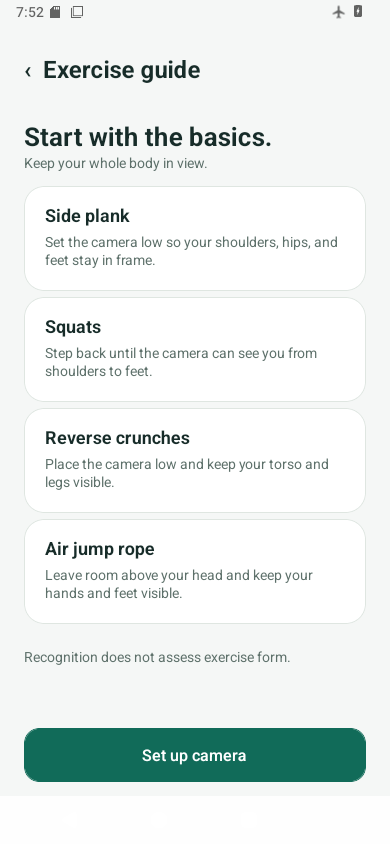 7:52
‹ Exercise guide
Start with the basics.
Keep your whole body in view.
Side plank
Set the camera low so your shoulders, hips, and
feet stay in frame.
Squats
Step back until the camera can see you from
shoulders to feet.
Reverse crunches
Place the camera low and keep your torso and
legs visible.
Air jump rope
Leave room above your head and keep your
hands and feet visible.
Recognition does not assess exercise form.
Set up camera